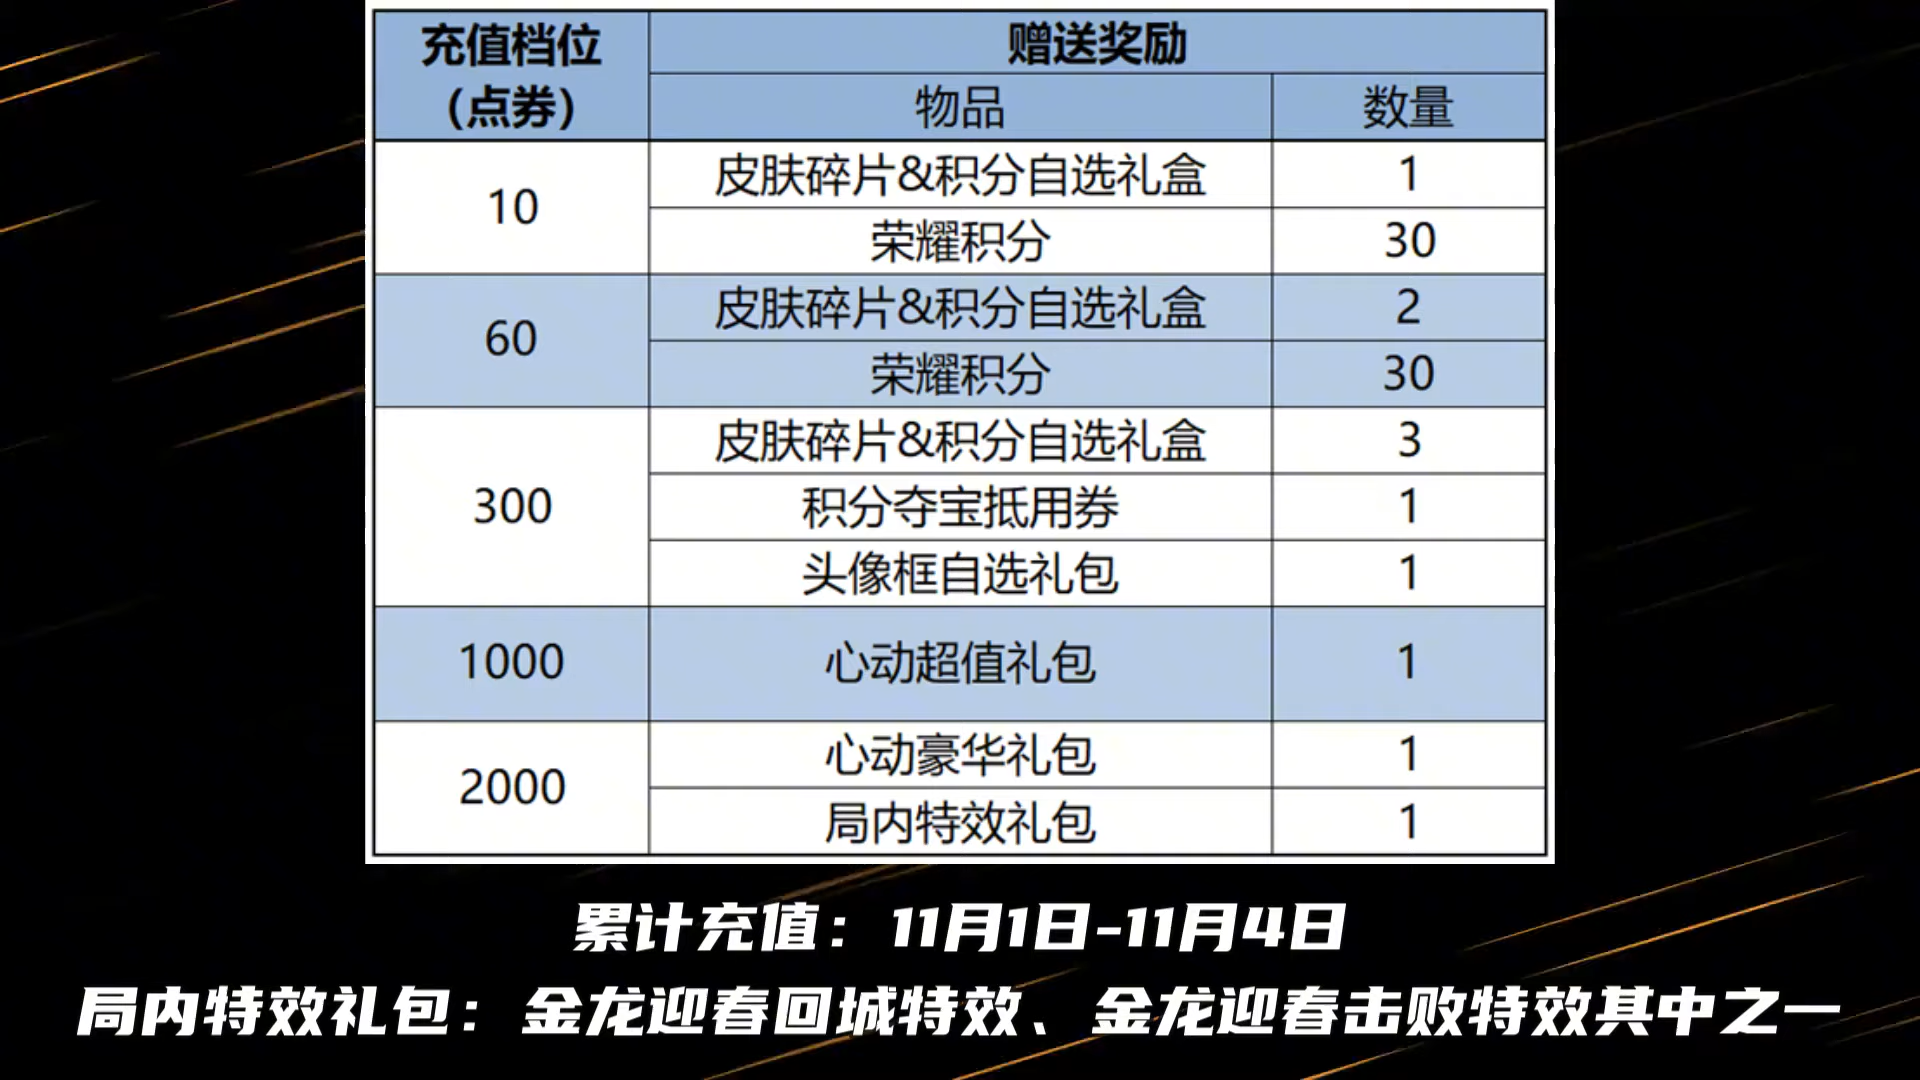 充值档位
（点券）
赠送奖励
物品 数量
10
皮肤碎片&积分自选礼盒 1
荣耀积分 30
60
皮肤碎片&积分自选礼盒 2
荣耀积分 30
300
皮肤碎片&积分自选礼盒 3
积分夺宝抵用券 1
头像框自选礼包 1
1000 心动超值礼包 1
2000
心动豪华礼包 1
局内特效礼包 1
累计充值：11月1日-11月4日
局内特效礼包：金龙迎春回城特效、金龙迎春击败特效其中之一